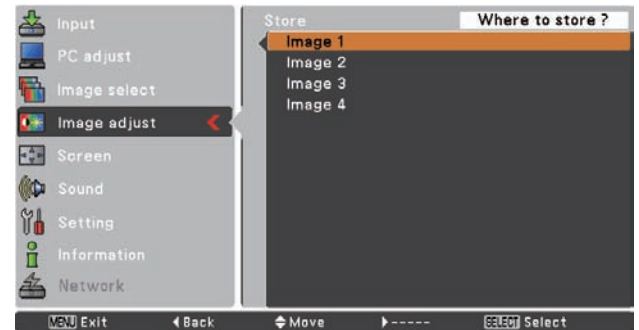 Input
PC adjust
Image select
Image adjust
Screen
Sound
Setting
Information
Network
Store
Where to store ?
Image 1
Image 2
Image 3
Image 4
MENU Exit
Back
Move
-----
SELECT Select